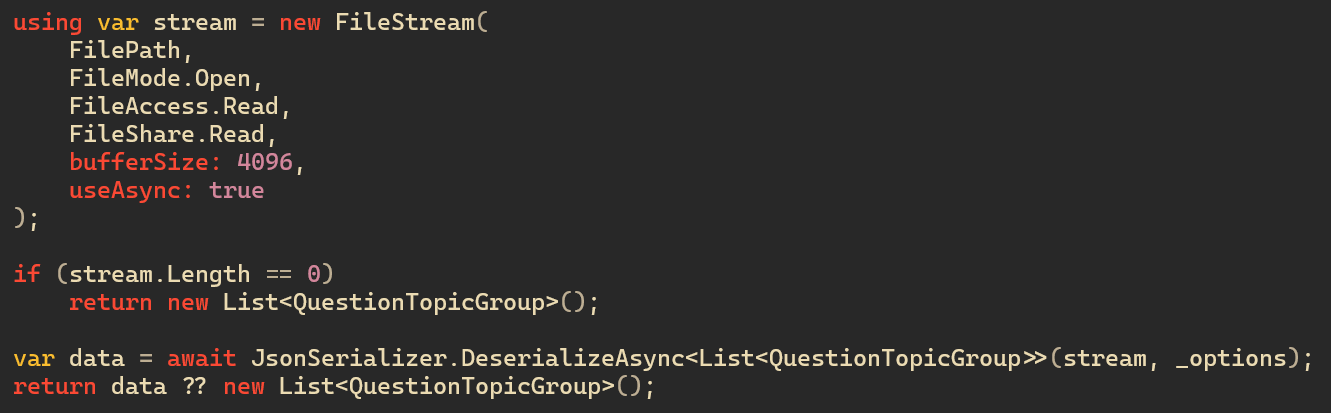 using var stream = new FileStream(
    FilePath,
    FileMode.Open,
    FileAccess.Read,
    FileShare.Read,
    bufferSize: 4096,
    useAsync: true
);

if (stream.Length == 0)
    return new List<QuestionTopicGroup>();

var data = await JsonSerializer.DeserializeAsync<List<QuestionTopicGroup>>(stream, _options);
return data ?? new List<QuestionTopicGroup>();